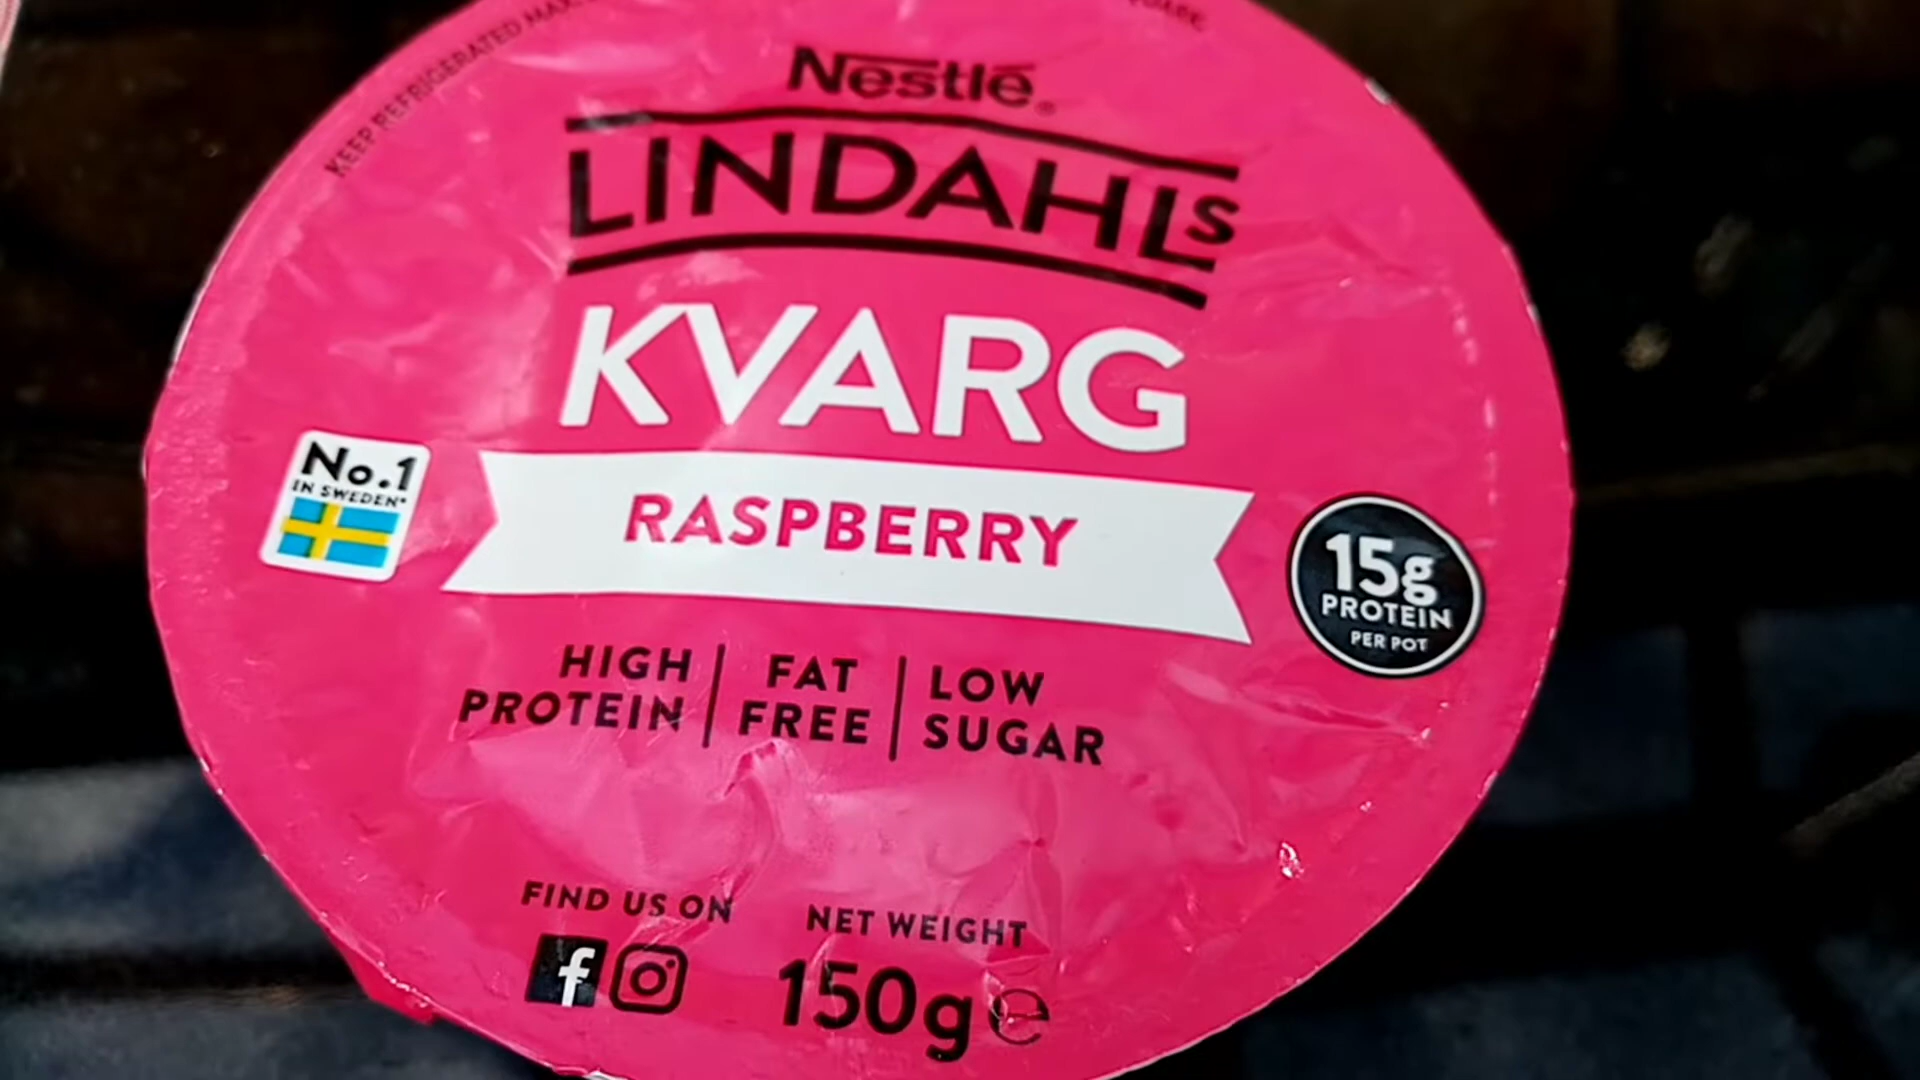 KEEP REFRIGERATED MAX
Nestlé®
LINDAHLS
KVARG
No.1
IN SWEDEN*
RASPBERRY
15g
PROTEIN
PER POT
HIGH PROTEIN | FAT FREE | LOW SUGAR
FIND US ON
NET WEIGHT
150g ℮